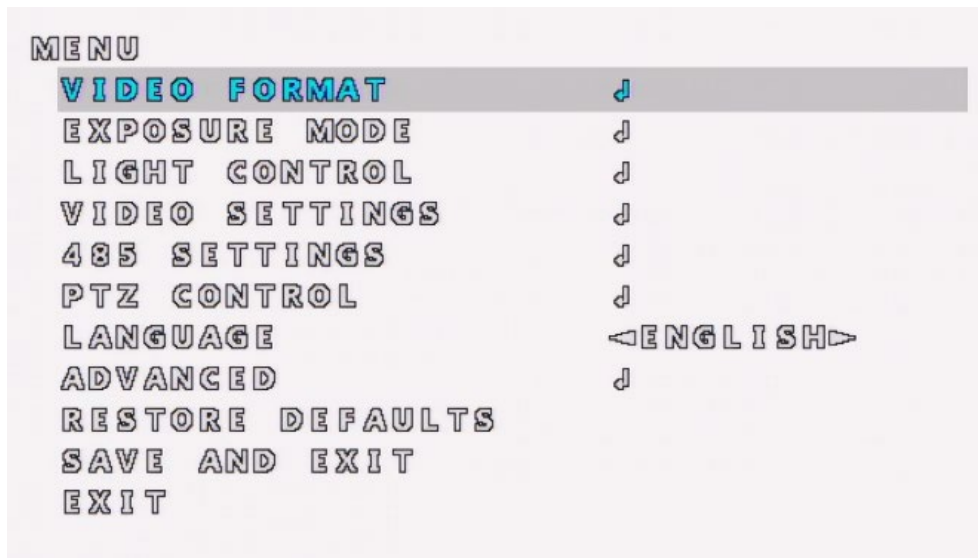 MENU
VIDEO FORMAT ↲
EXPOSURE MODE ↲
LIGHT CONTROL ↲
VIDEO SETTINGS ↲
485 SETTINGS ↲
PTZ CONTROL ↲
LANGUAGE ◅ENGLISH▻
ADVANCED ↲
RESTORE DEFAULTS
SAVE AND EXIT
EXIT